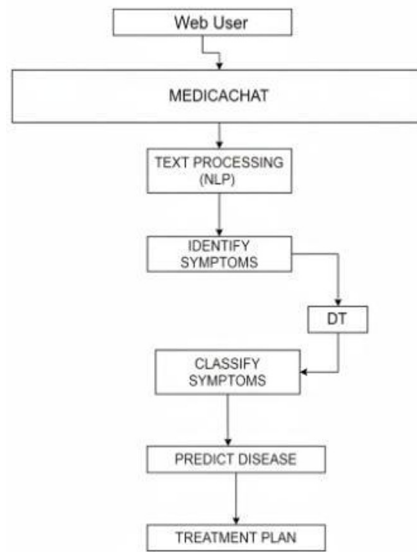 Web User
MEDICACHAT
TEXT PROCESSING
(NLP)
IDENTIFY
SYMPTOMS
DT
CLASSIFY
SYMPTOMS
PREDICT DISEASE
TREATMENT PLAN